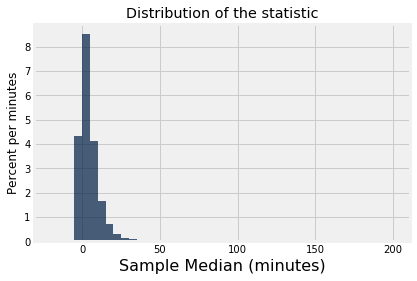 Distribution of the statistic
8
7
6
5
4
3
2
1
0
Percent per minutes
0 50 100 150 200
Sample Median (minutes)